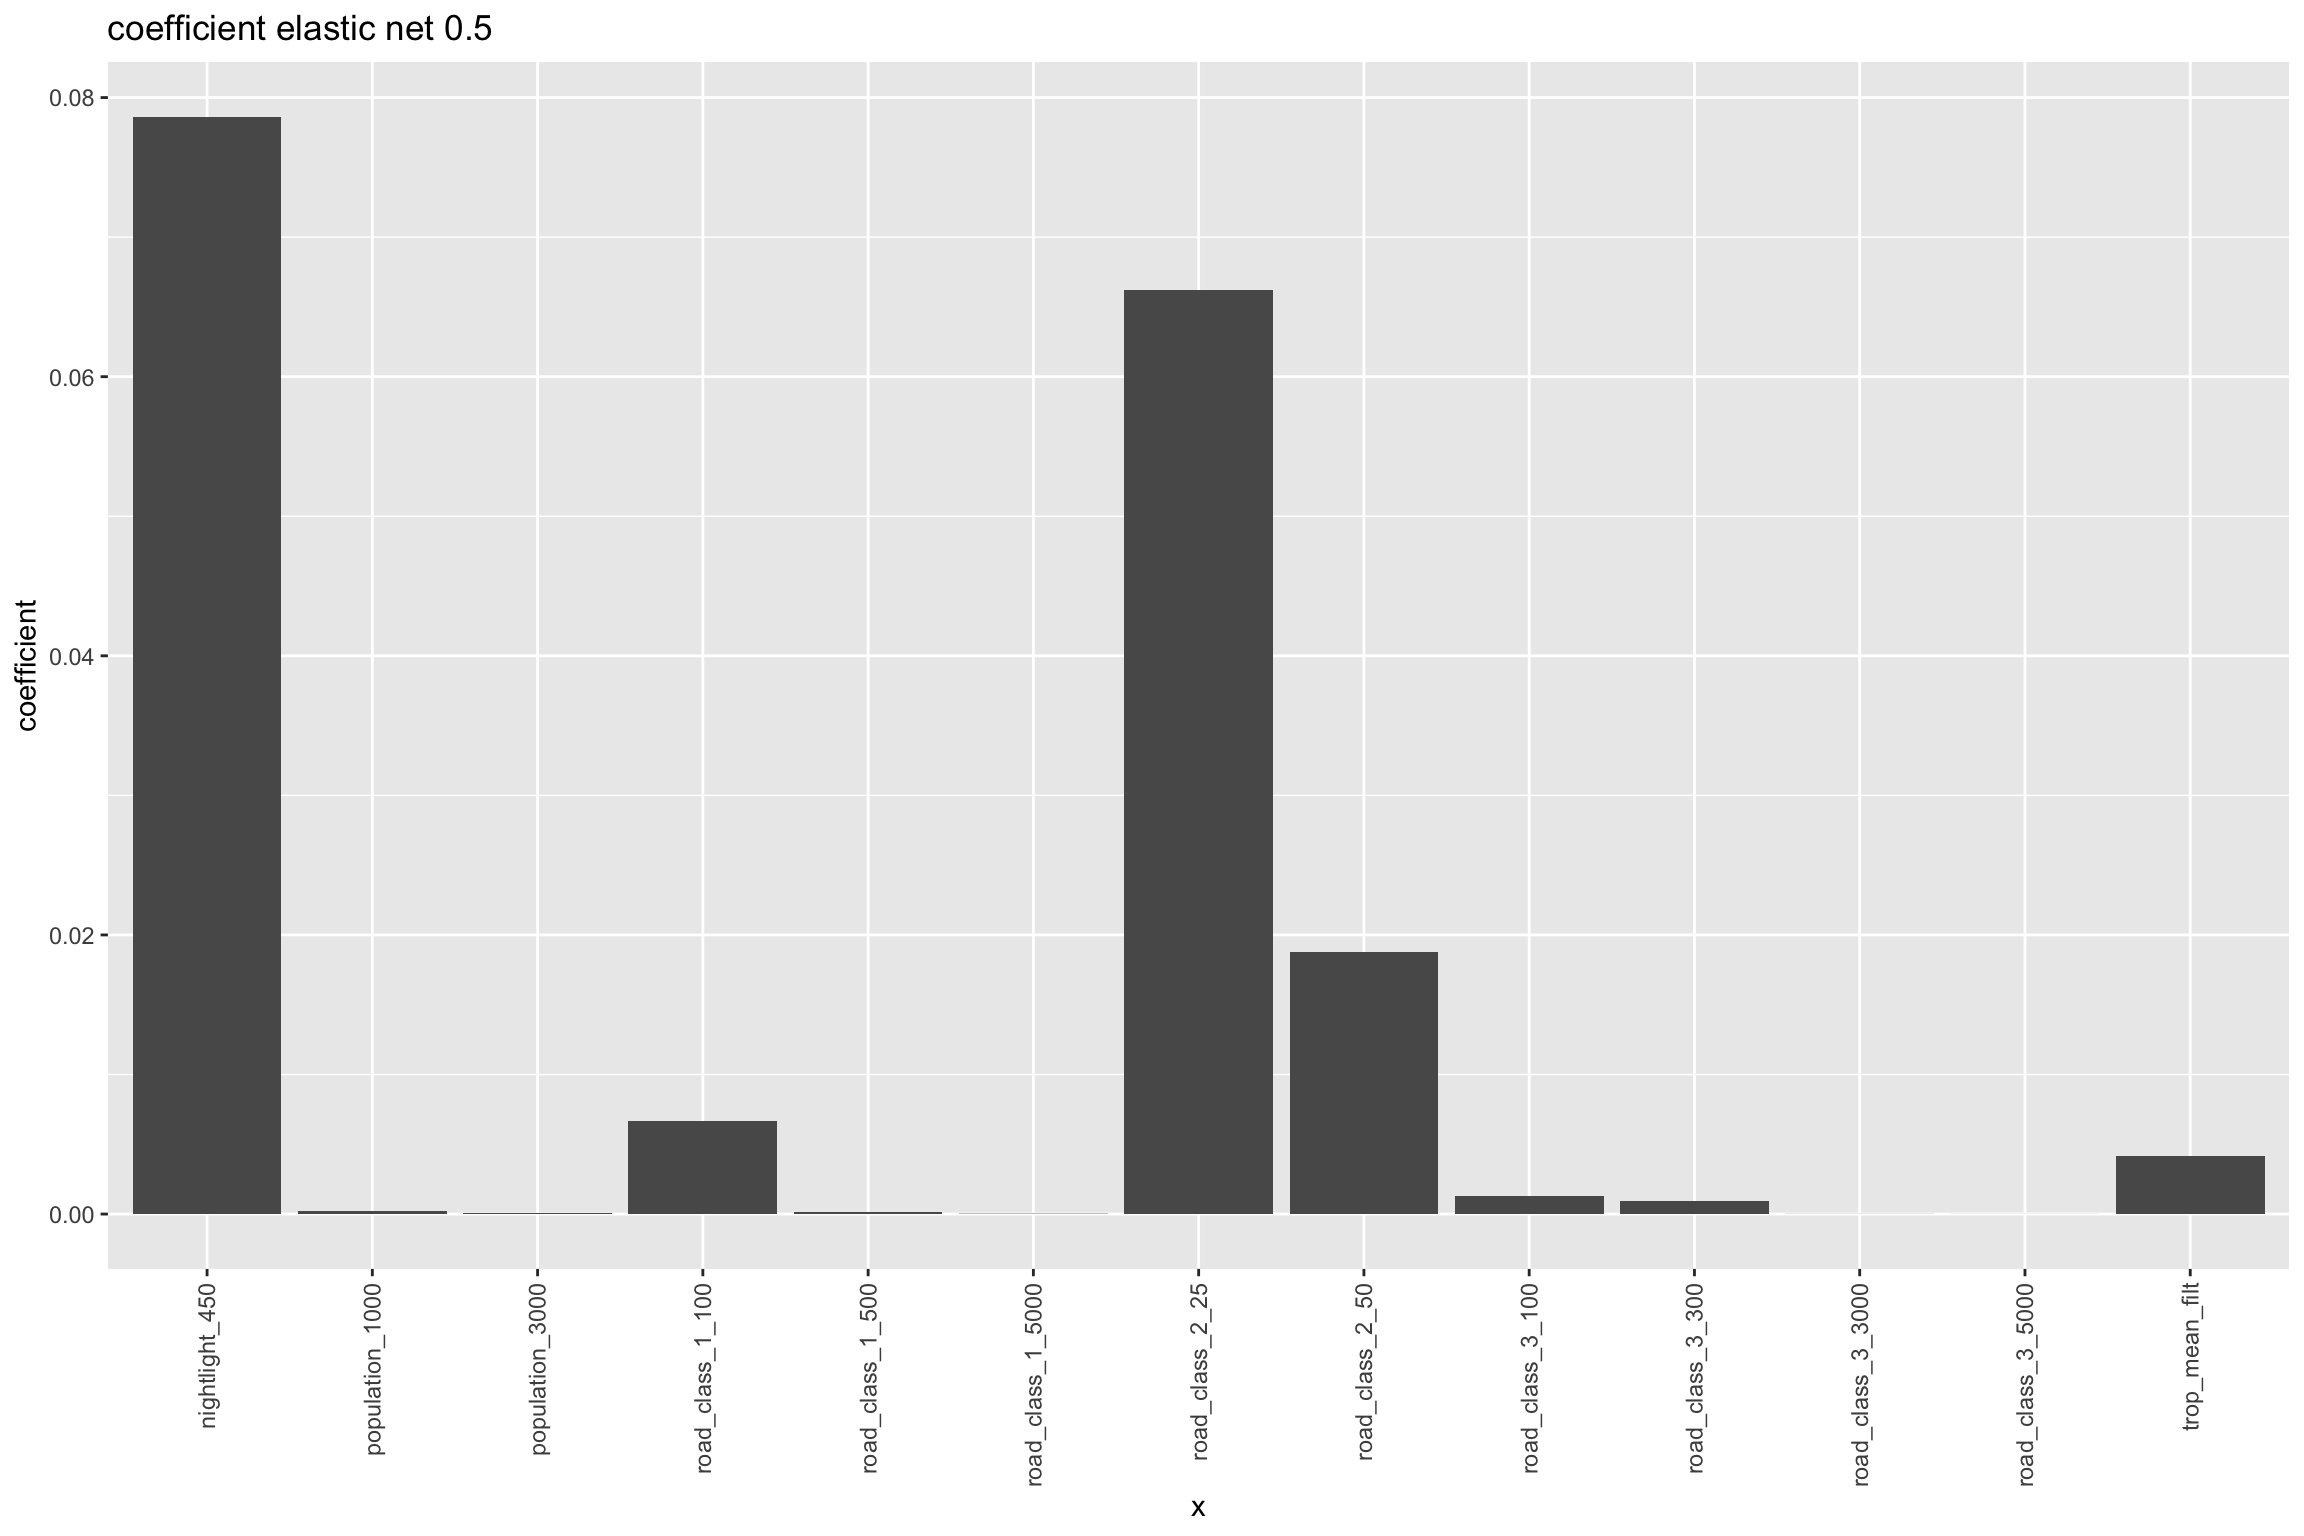 coefficient elastic net 0.5
coefficient
0.08
0.06
0.04
0.02
0.00
nightlight_450
population_1000
population_3000
road_class_1_100
road_class_1_500
road_class_1_5000
road_class_2_25
road_class_2_50
road_class_3_100
road_class_3_300
road_class_3_3000
road_class_3_5000
trop_mean_filt
x